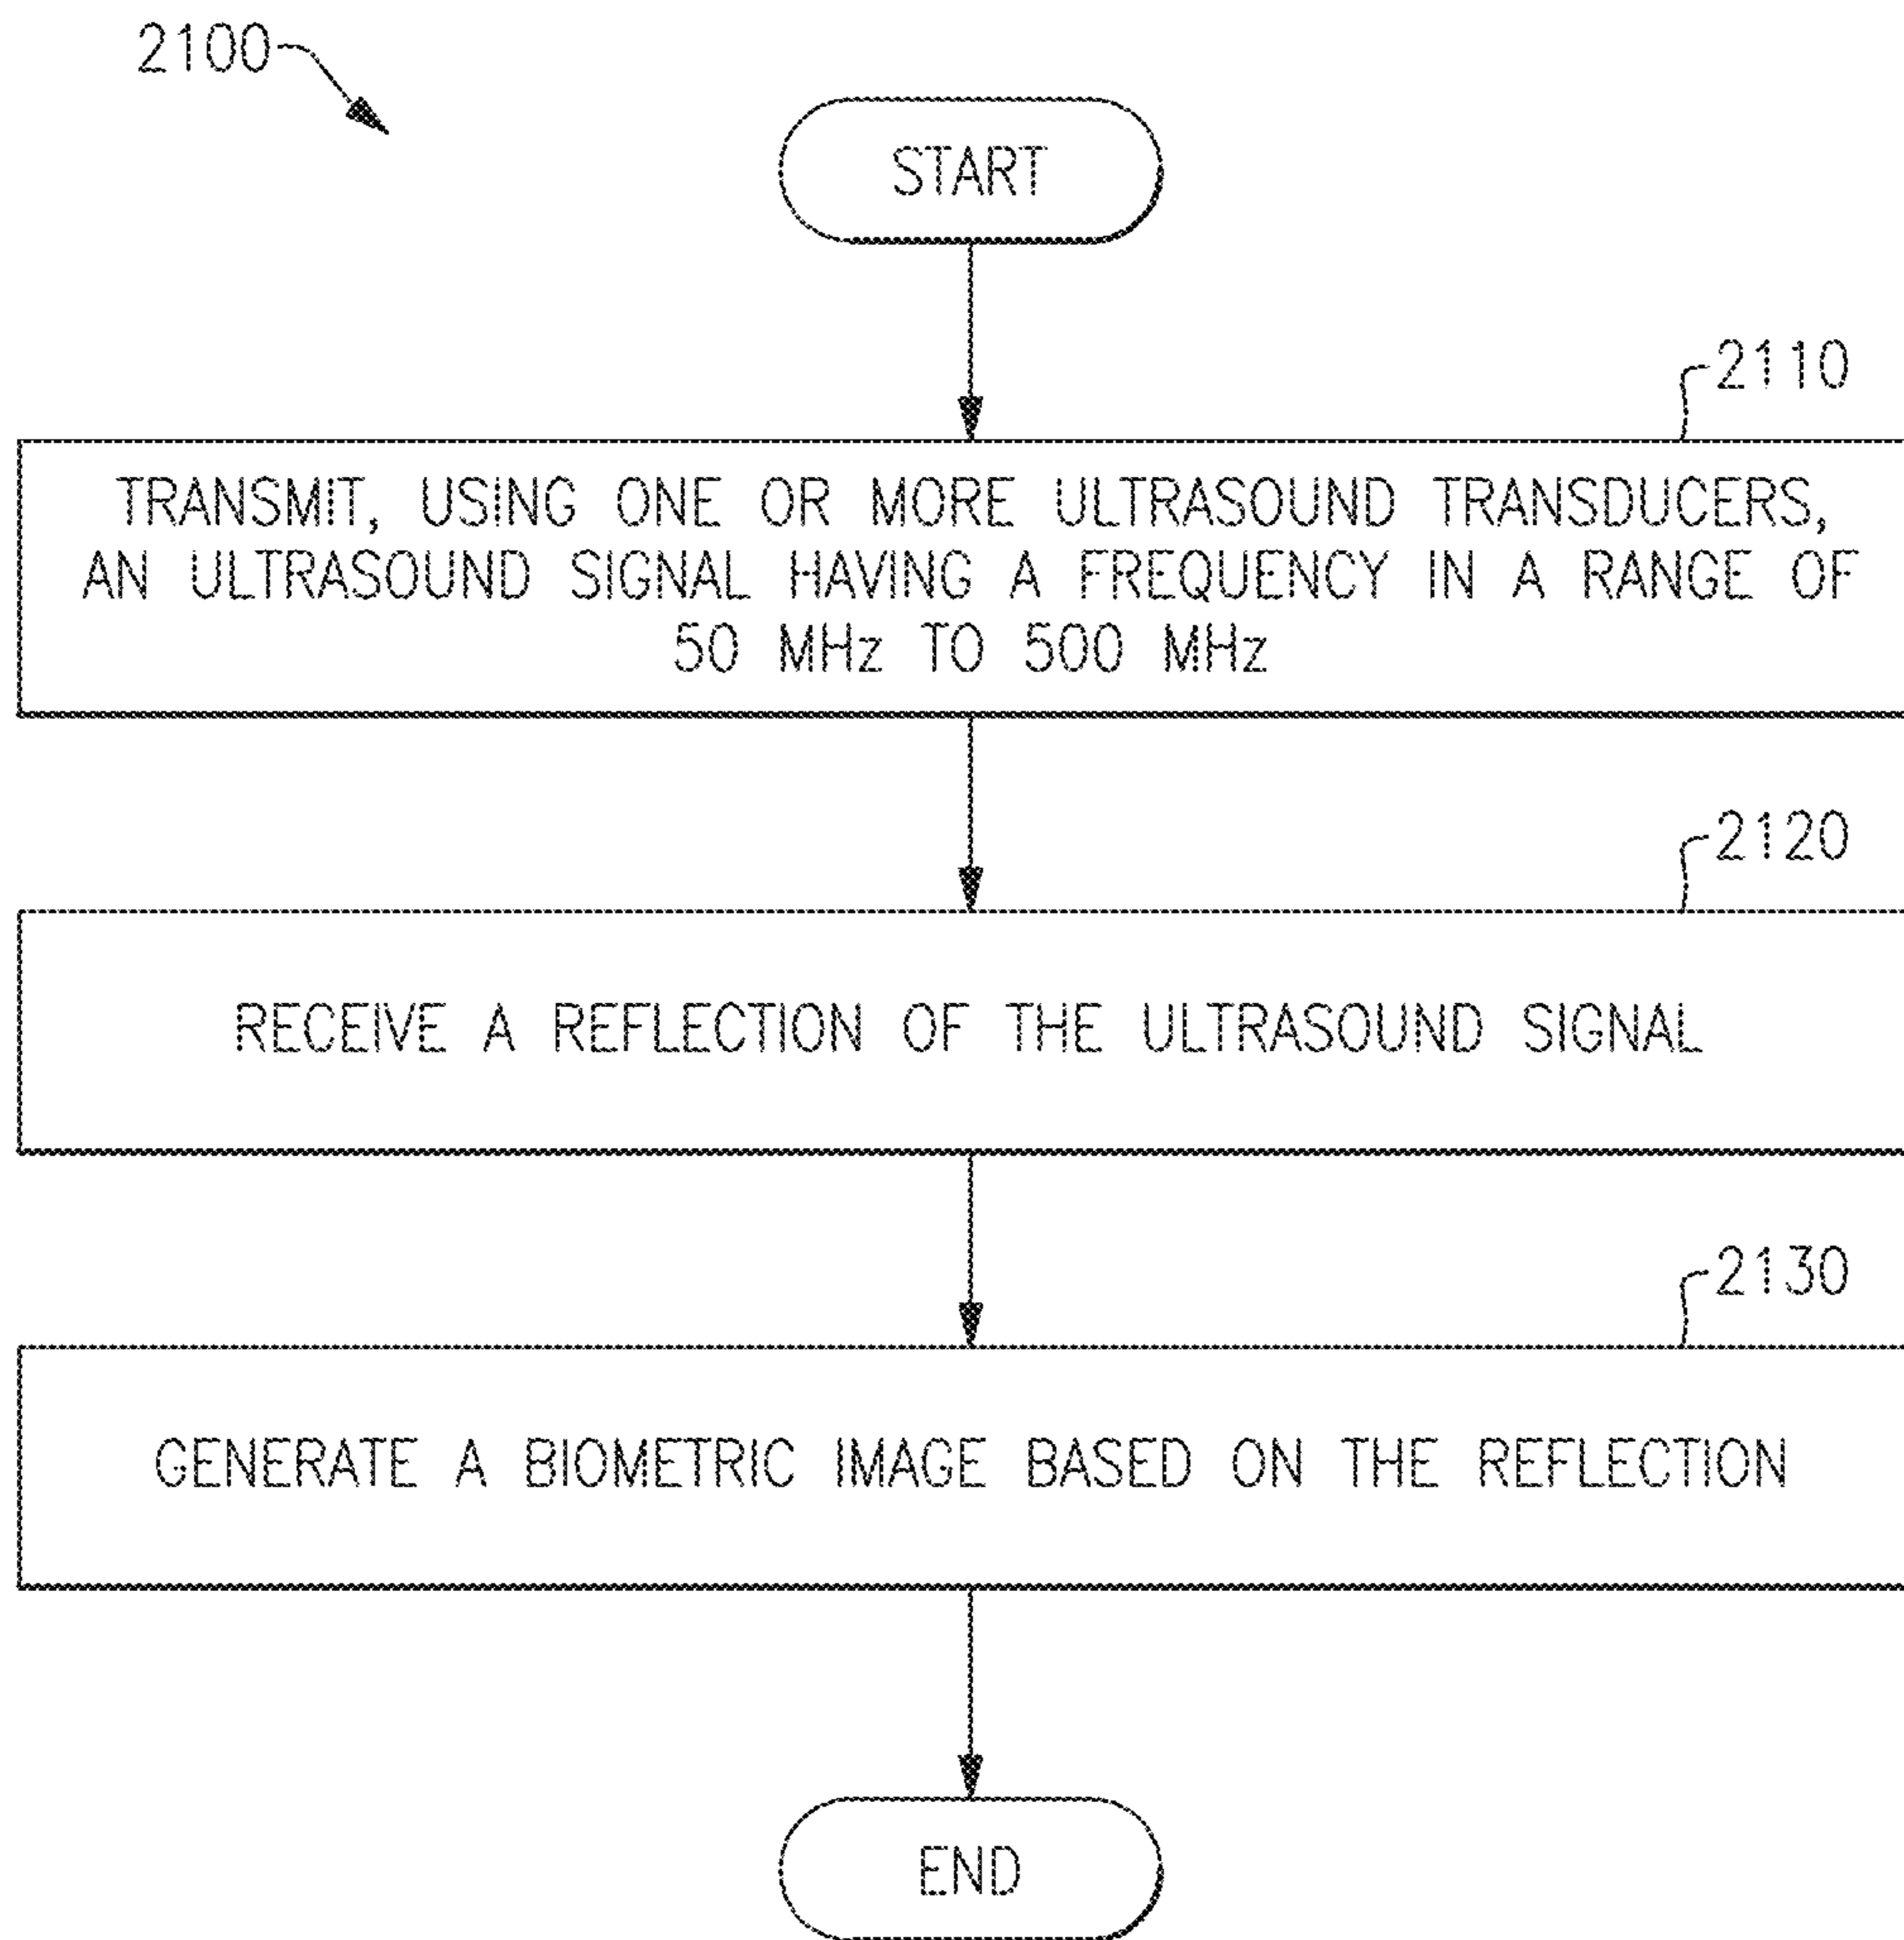 2100
START
2110
TRANSMIT, USING ONE OR MORE ULTRASOUND TRANSDUCERS,
AN ULTRASOUND SIGNAL HAVING A FREQUENCY IN A RANGE OF
50 MHz TO 500 MHz
2120
RECEIVE A REFLECTION OF THE ULTRASOUND SIGNAL
2130
GENERATE A BIOMETRIC IMAGE BASED ON THE REFLECTION
END